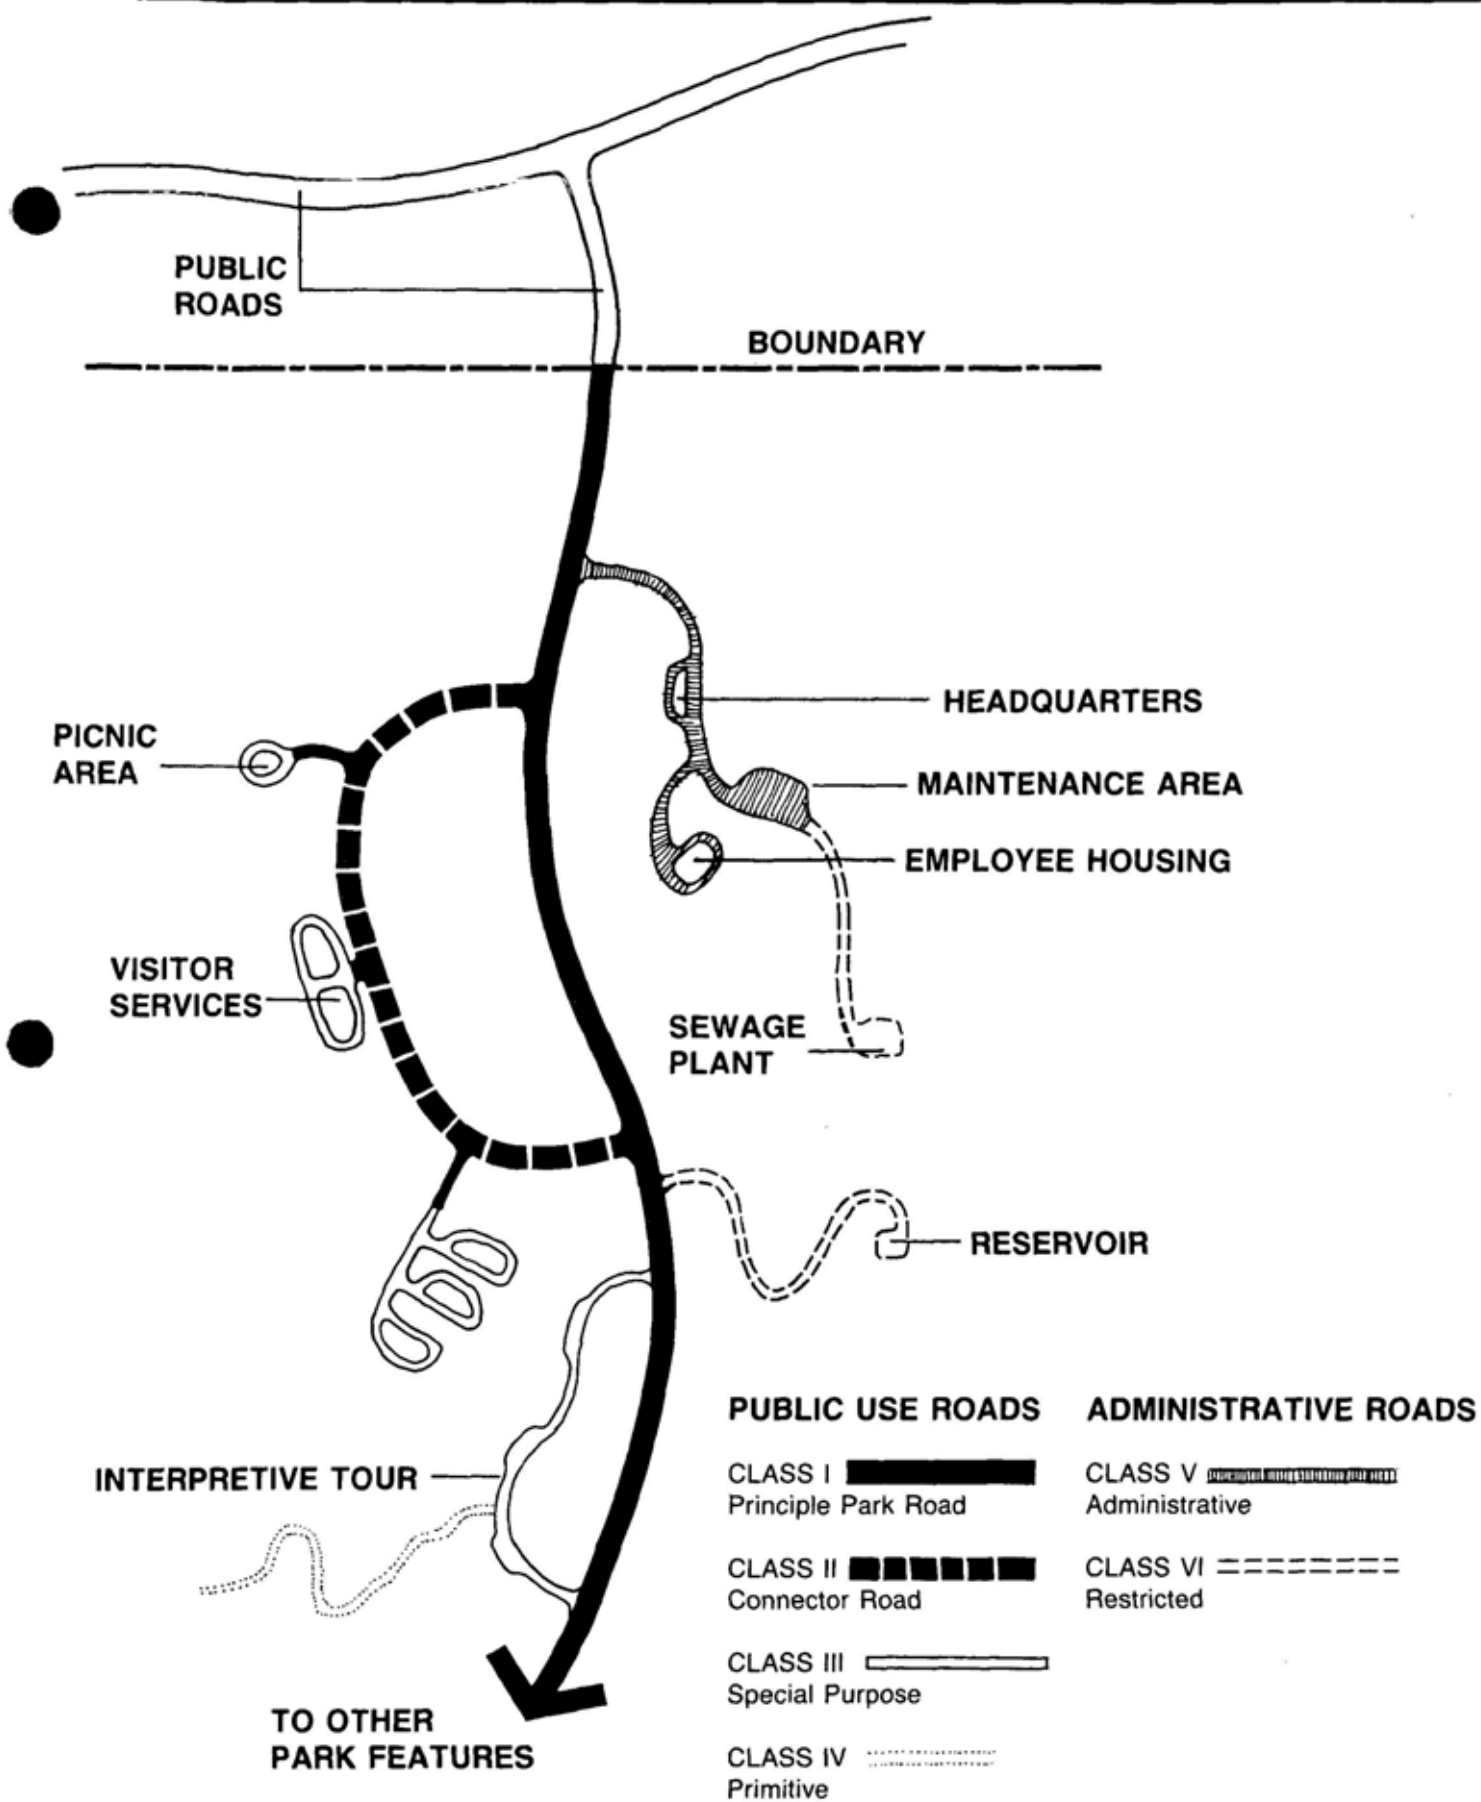 PUBLIC
ROADS
BOUNDARY
HEADQUARTERS
PICNIC
AREA
MAINTENANCE AREA
EMPLOYEE HOUSING
VISITOR
SERVICES
SEWAGE
PLANT
RESERVOIR
INTERPRETIVE TOUR
TO OTHER
PARK FEATURES
PUBLIC USE ROADS
CLASS I
Principle Park Road
CLASS II
Connector Road
CLASS III
Special Purpose
CLASS IV
Primitive
ADMINISTRATIVE ROADS
CLASS V
Administrative
CLASS VI
Restricted